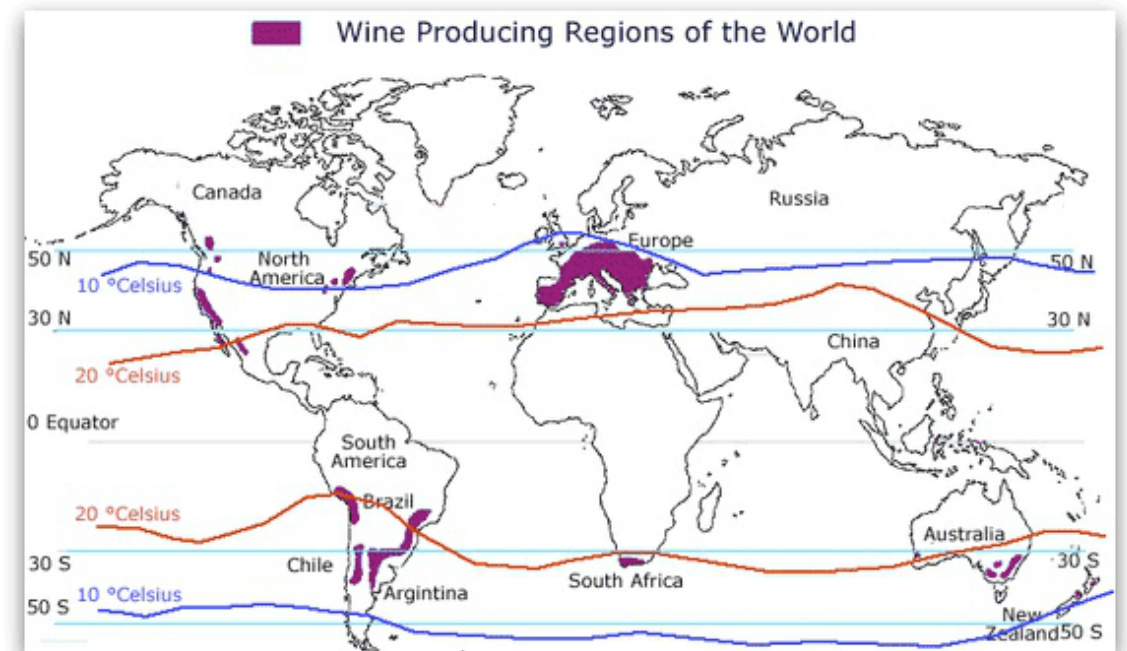 Wine Producing Regions of the World
Canada
Russia
Europe
50 N
North
America
50 N
10 °Celsius
30 N
30 N
China
20 °Celsius
0 Equator
South
America
Brazil
20 °Celsius
Australia
30 S
Chile
30 S
South Africa
10 °Celsius
Argintina
50 S
New
Zealand
50 S